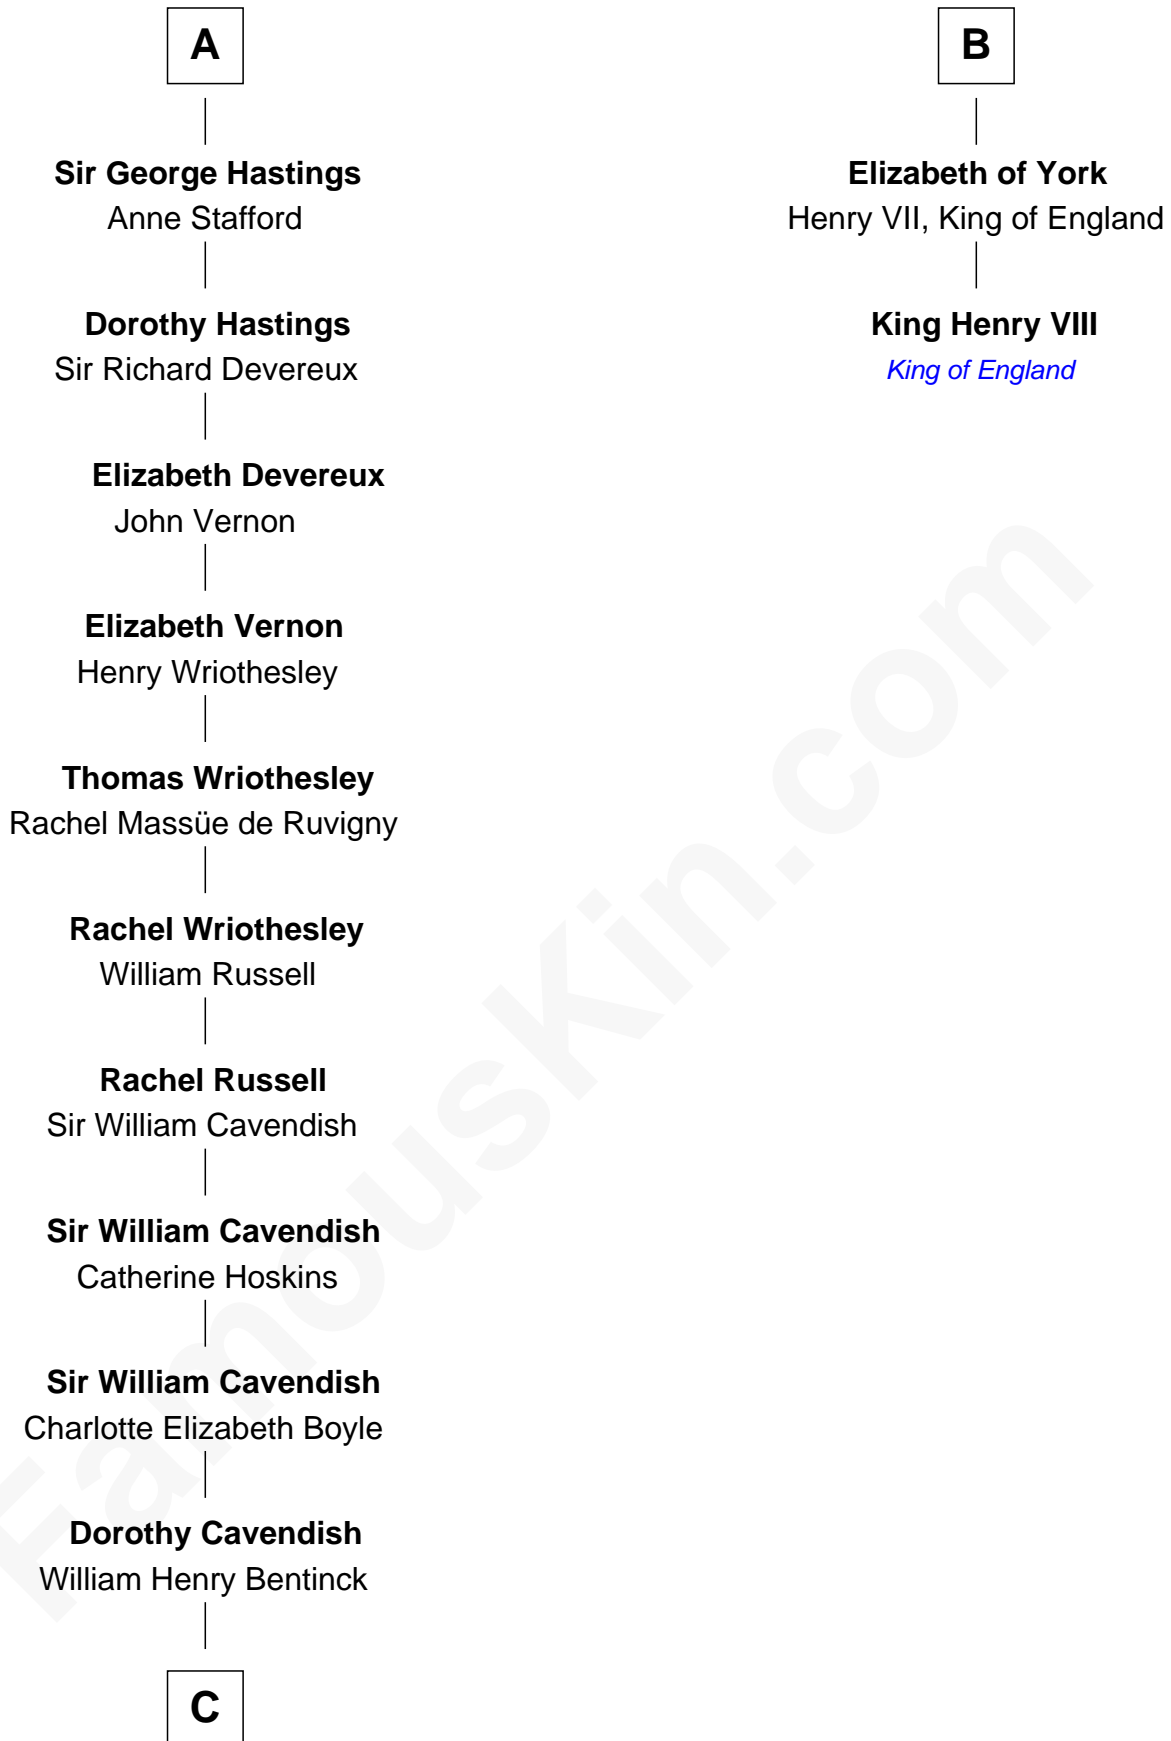 A
Sir George Hastings
Anne Stafford
Dorothy Hastings
Sir Richard Devereux
Elizabeth Devereux
John Vernon
Elizabeth Vernon
Henry Wriothesley
Thomas Wriothesley
Rachel Massüe de Ruvigny
Rachel Wriothesley
William Russell
Rachel Russell
Sir William Cavendish
Sir William Cavendish
Catherine Hoskins
Sir William Cavendish
Charlotte Elizabeth Boyle
Dorothy Cavendish
William Henry Bentinck
C
B
Elizabeth of York
Henry VII, King of England
King Henry VIII
King of England
FamousKin.com